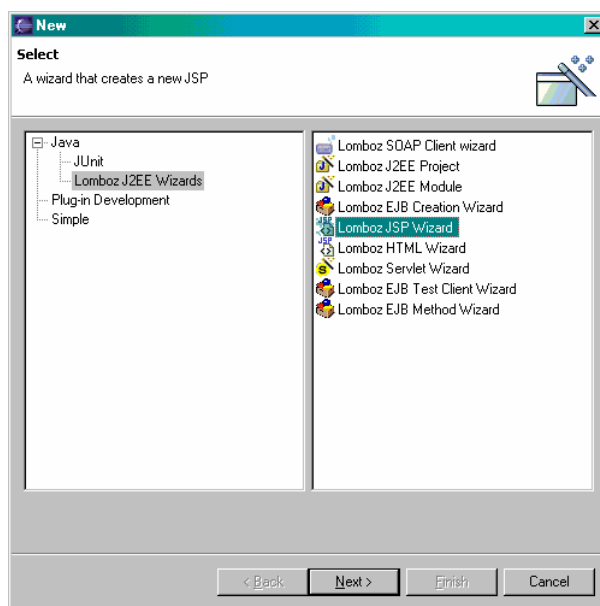 New
Select
A wizard that creates a new JSP
Java
JUnit
Lomboz J2EE Wizards
Plug-in Development
Simple
Lomboz SOAP Client wizard
Lomboz J2EE Project
Lomboz J2EE Module
Lomboz EJB Creation Wizard
Lomboz JSP Wizard
Lomboz HTML Wizard
Lomboz Servlet Wizard
Lomboz EJB Test Client Wizard
Lomboz EJB Method Wizard
< Back
Next >
Finish
Cancel